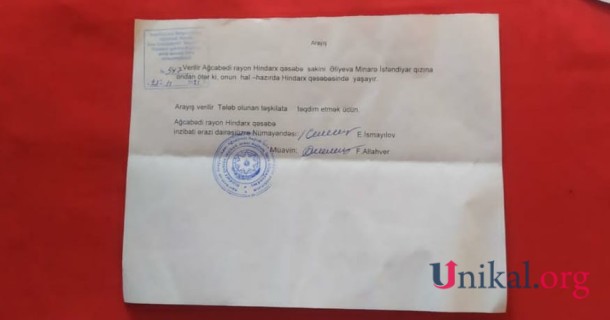 Arayış
Verilir Ağcabədi rayon Hindarx qəsəbə sakini Əliyeva Minarə İsfəndiyar qızına
ondan ötər ki, onun hal-hazırda Hindarx qəsəbəsində yaşayır.
Arayış verilir Tələb olunan təşkilata təqdim etmək üçün.
Ağcabədi rayon Hindarx qəsəbə
inzibati ərazi dairəsi üzrə Nümayəndəsi: E.İsmayılov
Müavin: F.Allahver
Unikal.org